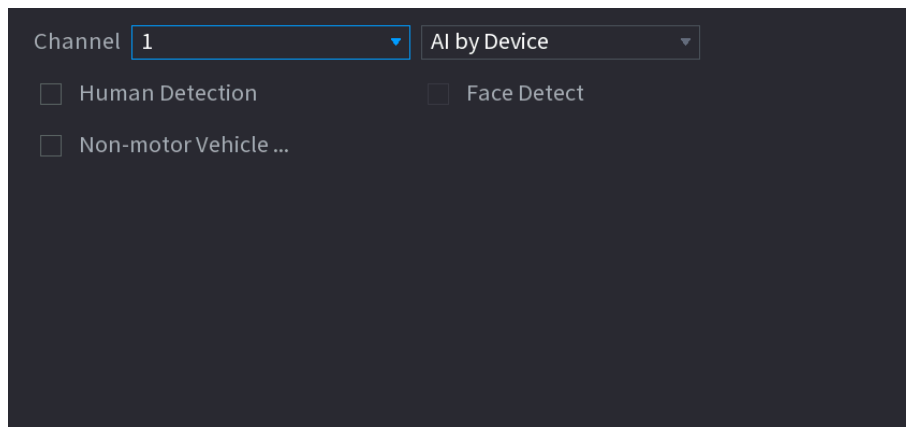 Channel 1 AI by Device
Human Detection Face Detect
Non-motor Vehicle ...